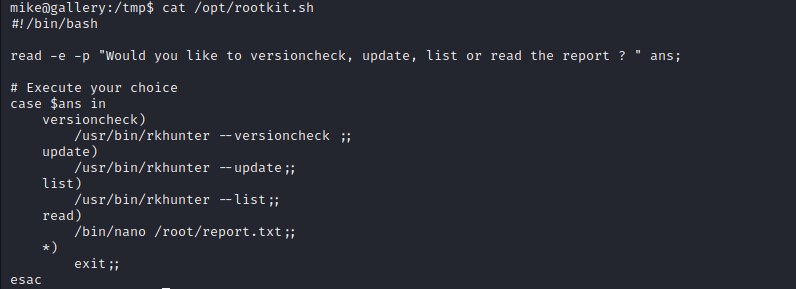 mike@gallery:/tmp$ cat /opt/rootkit.sh
#!/bin/bash
read -e -p "Would you like to versioncheck, update, list or read the report ? " ans;
# Execute your choice
case $ans in
    versioncheck)
        /usr/bin/rkhunter --versioncheck ;;
    update)
        /usr/bin/rkhunter --update;;
    list)
        /usr/bin/rkhunter --list;;
    read)
        /bin/nano /root/report.txt;;
    *)
        exit;;
esac